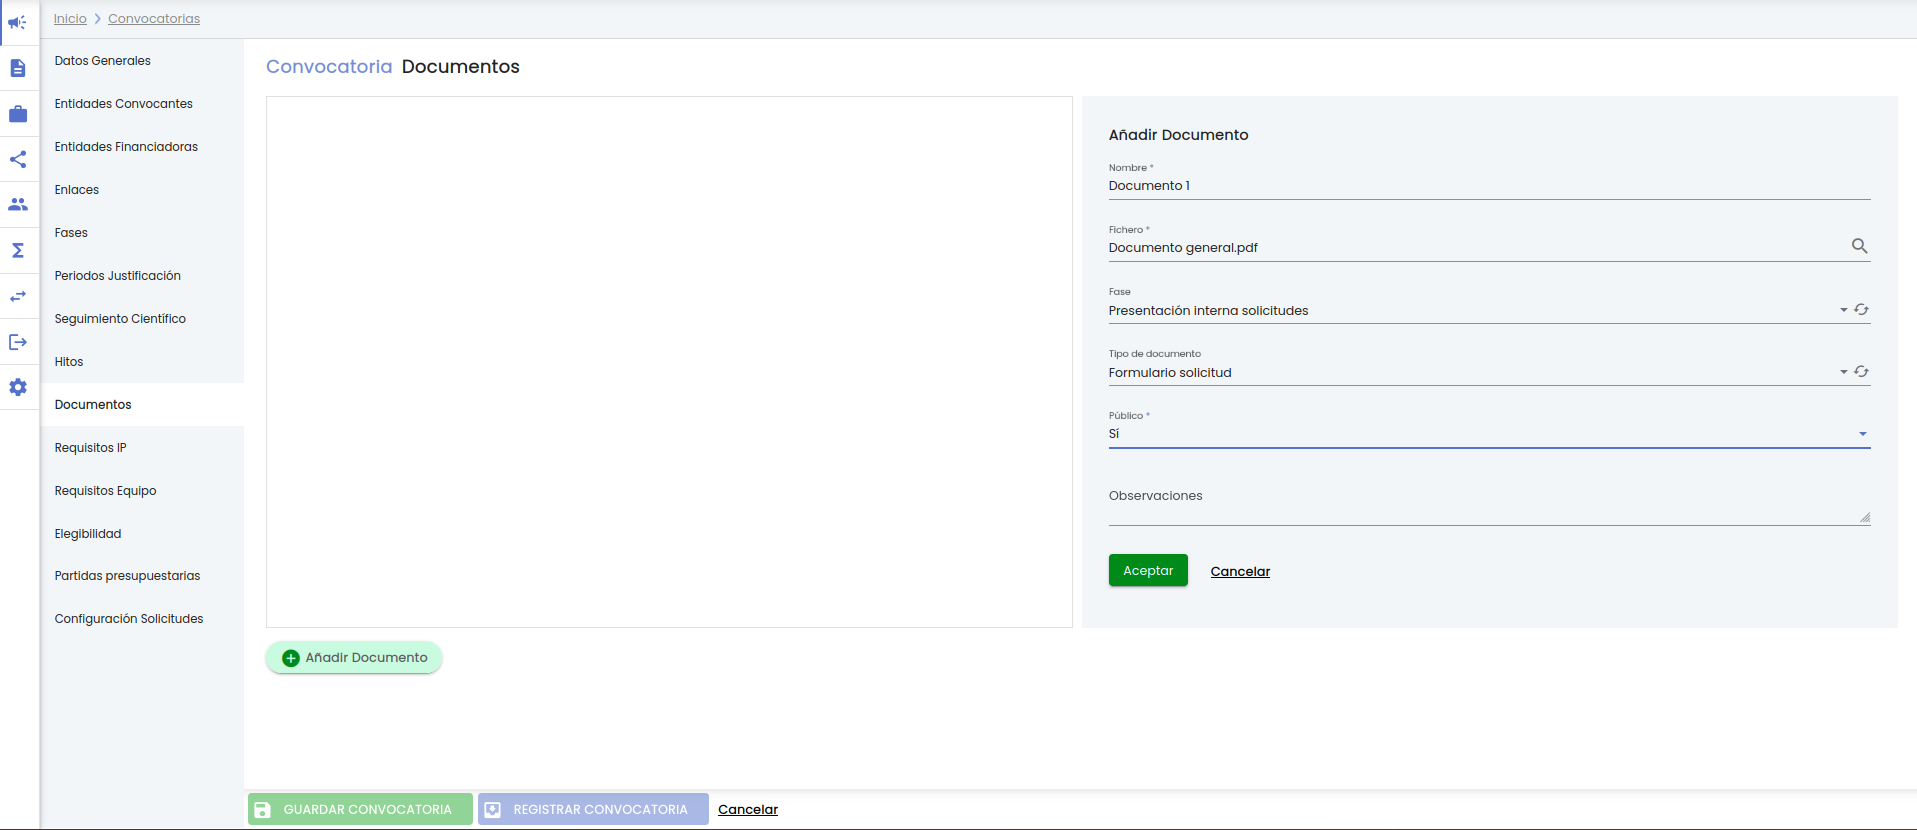 Inicio > Convocatorias
Datos Generales
Entidades Convocantes
Entidades Financiadoras
Enlaces
Fases
Periodos Justificación
Seguimiento Científico
Hitos
Documentos
Requisitos IP
Requisitos Equipo
Elegibilidad
Partidas presupuestarias
Configuración Solicitudes
Convocatoria Documentos
Añadir Documento
Nombre *
Documento 1
Fichero *
Documento general.pdf
Fase
Presentación interna solicitudes
Tipo de documento
Formulario solicitud
Público *
Sí
Observaciones
Aceptar Cancelar
Añadir Documento
GUARDAR CONVOCATORIA REGISTRAR CONVOCATORIA Cancelar